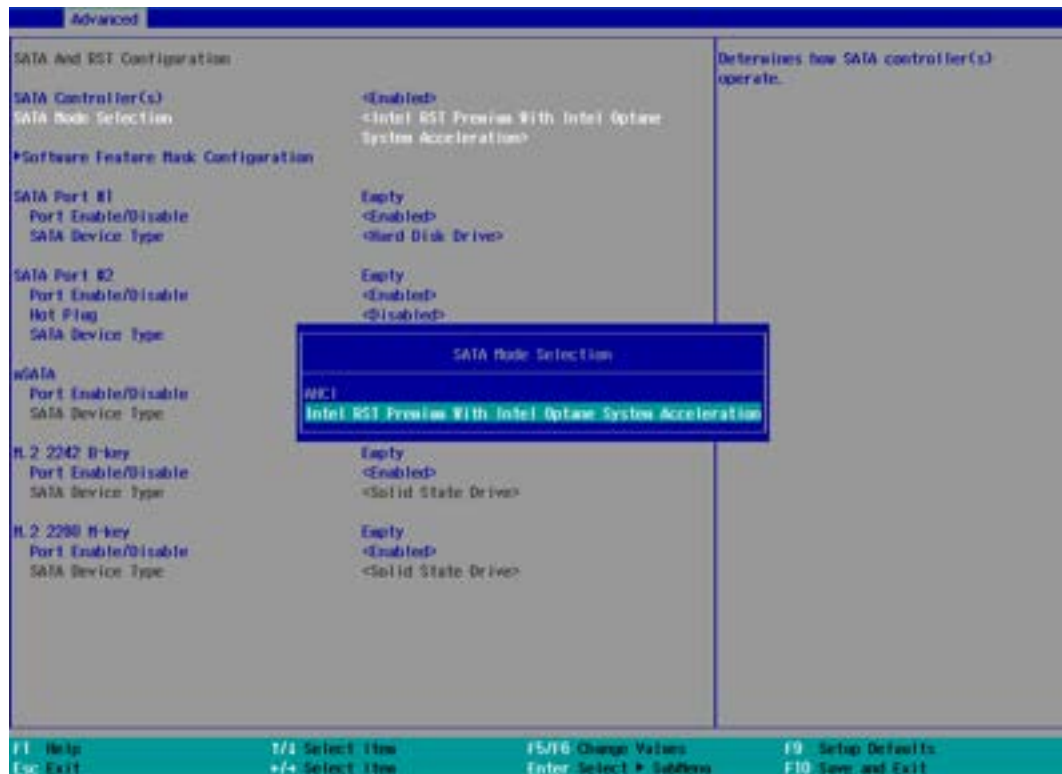 Advanced
SATA And RST Configuration
Determines how SATA controller(s) operate.
SATA Controller(s) <Enabled>
SATA Mode Selection <Intel RST Premium With Intel Optane System Acceleration>
▶Software Feature Mask Configuration
SATA Port #1 Empty
Port Enable/Disable <Enabled>
SATA Device Type <Hard Disk Drive>
SATA Port #2 Empty
Port Enable/Disable <Enabled>
Hot Plug <Disabled>
SATA Device Type
mSATA
Port Enable/Disable
SATA Device Type
SATA Mode Selection
AHCI
Intel RST Premium With Intel Optane System Acceleration
M.2 2242 B-key Empty
Port Enable/Disable <Enabled>
SATA Device Type <Solid State Drive>
M.2 2280 M-key Empty
Port Enable/Disable <Enabled>
SATA Device Type <Solid State Drive>
F1 Help ↑/↓ Select Item F5/F6 Change Values F9 Setup Defaults
Esc Exit Select Item Enter Select ▶ SubMenu F10 Save and Exit